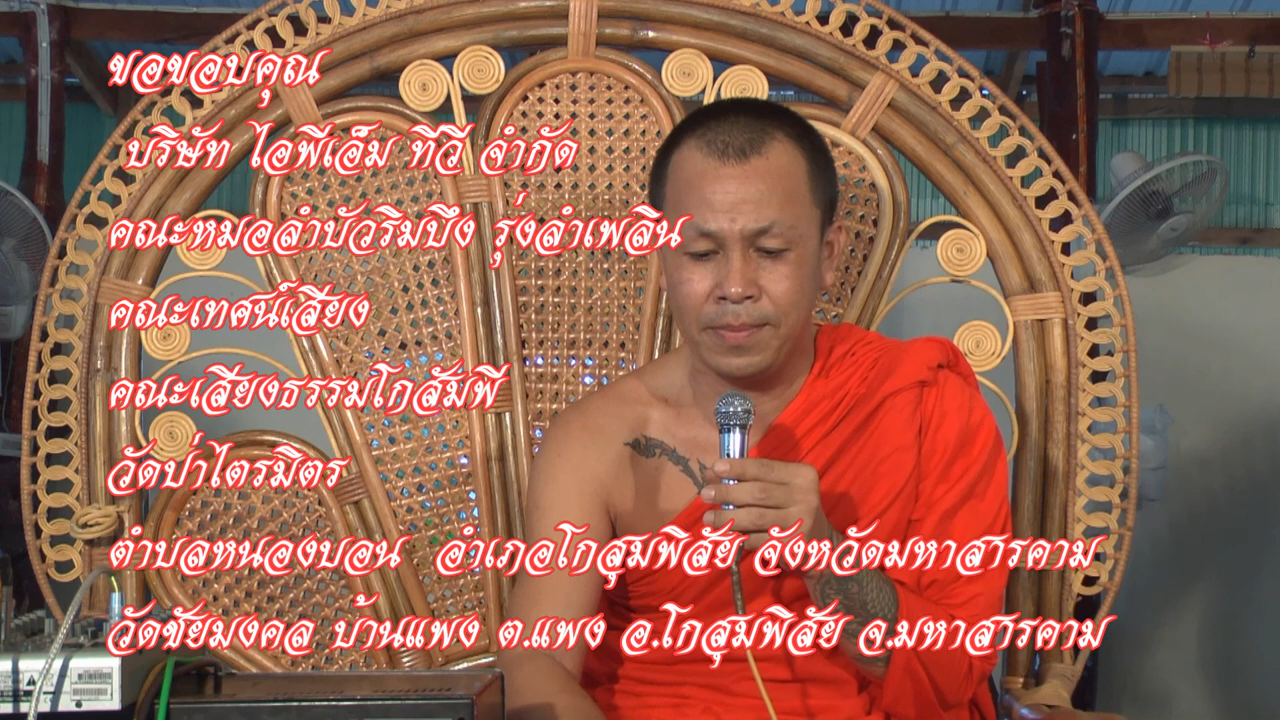 ขอขอบคุณ
บริษัท ไอพีเอ็ม ทีวี จำกัด
คณะหมอลำบัวริมบึง รุ่งลำเพลิน
คณะเทศน์เสียง
คณะเสียงธรรมโกสัมพี
วัดป่าไตรมิตร
ตำบลหนองบอน อำเภอโกสุมพิสัย จังหวัดมหาสารคาม
วัดชัยมงคล บ้านแพง ต.แพง อ.โกสุมพิสัย จ.มหาสารคาม